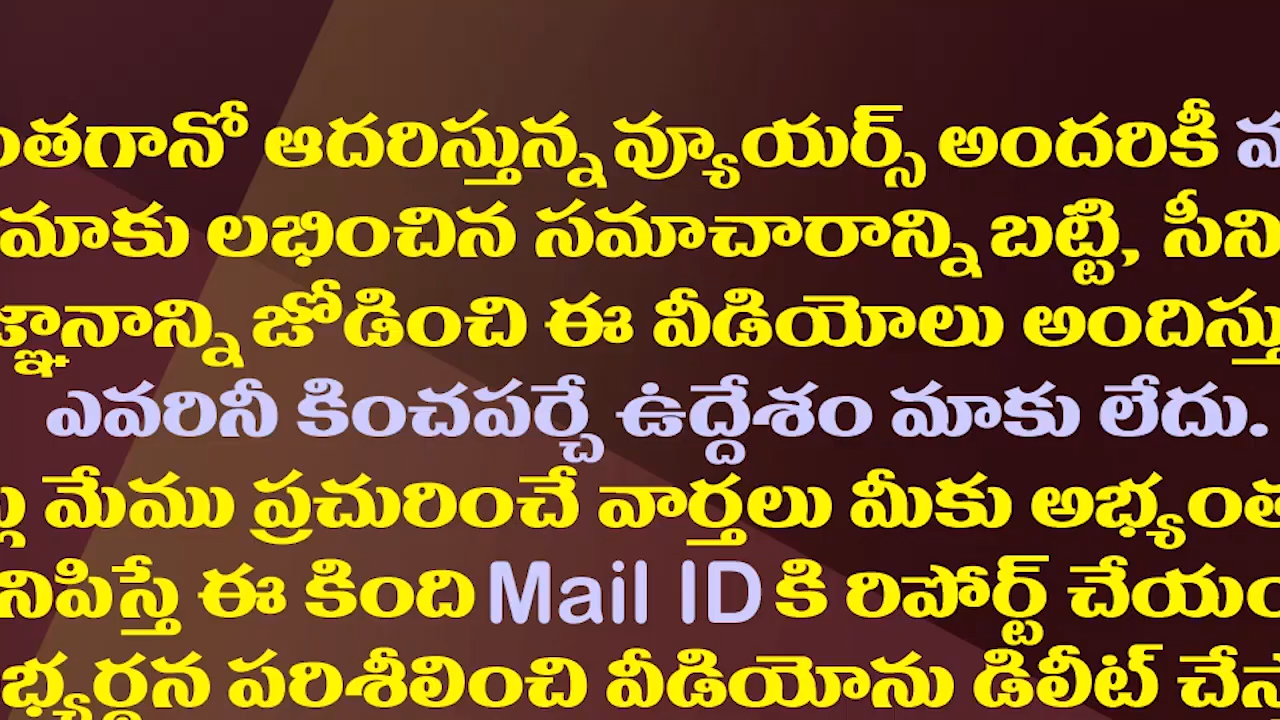 ంతగానో ఆదరిస్తున్న వ్యూయర్స్ అందరికీ
మాకు లభించిన సమాచారాన్ని బట్టి, సీని
జ్ఞానాన్ని జోడించి ఈ వీడియోలు అందిస్తు
ఎవరినీ కించపర్చే ఉద్దేశం మాకు లేదు.
మేము ప్రచురించే వార్తలు మీకు అభ్యంత
నిపిస్తే ఈ కింది Mail ID కి రిపోర్ట్ చేయం
భ్యర్థన పరిశీలించి వీడియోను డిలీట్ చేస